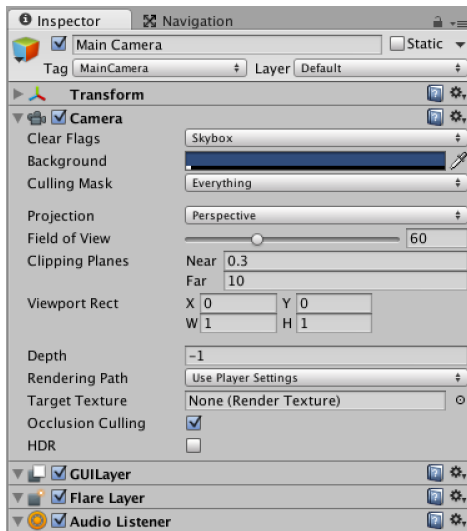 Inspector Navigation
Main Camera Static
Tag MainCamera Layer Default
Transform
Camera
Clear Flags Skybox
Background
Culling Mask Everything
Projection Perspective
Field of View 60
Clipping Planes Near 0.3
Far 10
Viewport Rect X 0 Y 0
W 1 H 1
Depth -1
Rendering Path Use Player Settings
Target Texture None (Render Texture)
Occlusion Culling
HDR
GUILayer
Flare Layer
Audio Listener